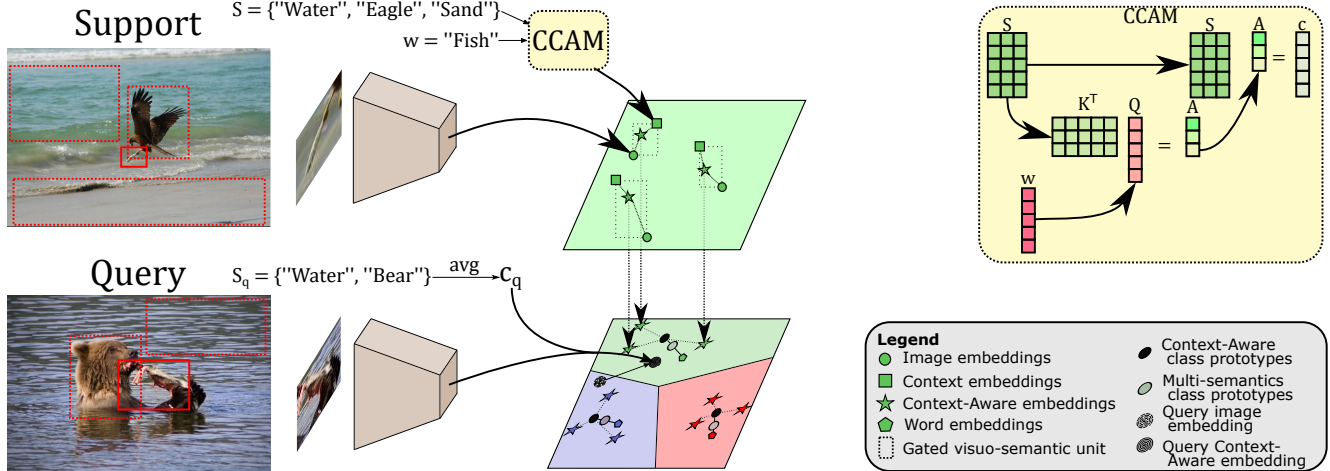 Support
S = {"Water", "Eagle", "Sand"}
w = "Fish"
CCAM
Query
S_q = {"Water", "Bear"}
avg
c_q
CCAM
S
S
A
c
=
K^T
Q
A
=
w
Legend
Image embeddings
Context embeddings
Context-Aware embeddings
Word embeddings
Gated visuo-semantic unit
Context-Aware
class prototypes
Multi-semantics
class prototypes
Query image
embedding
Query Context-
Aware embedding